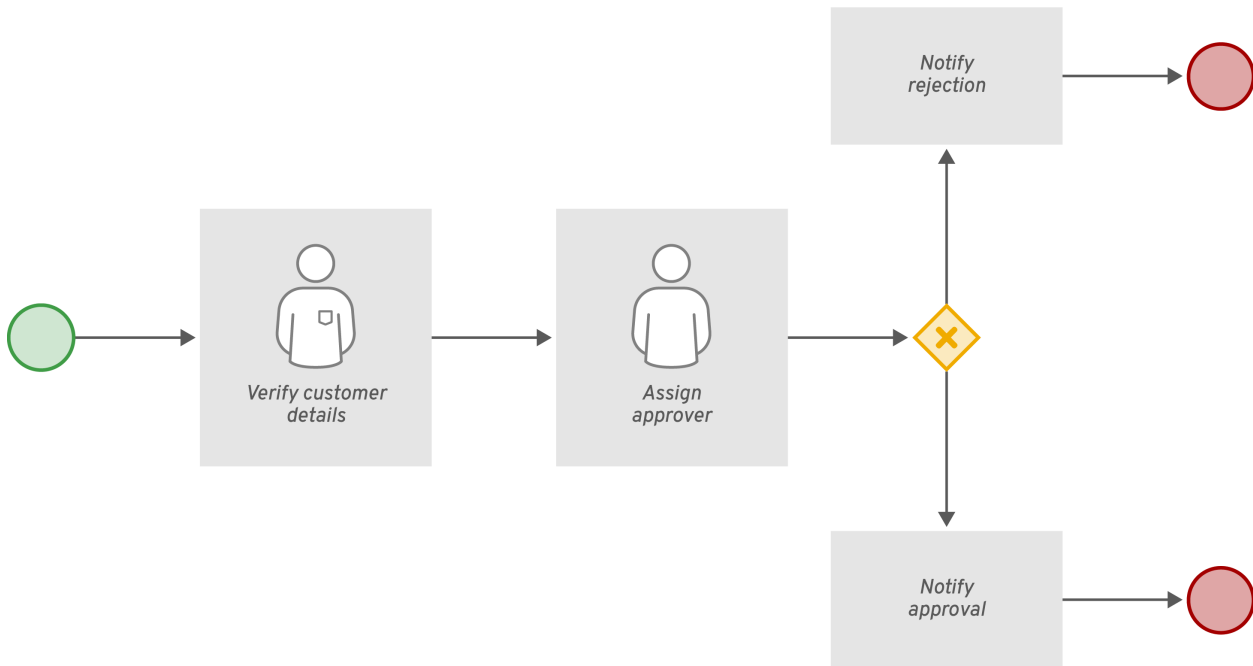 Notify
rejection
Verify customer
details
Assign
approver
Notify
approval